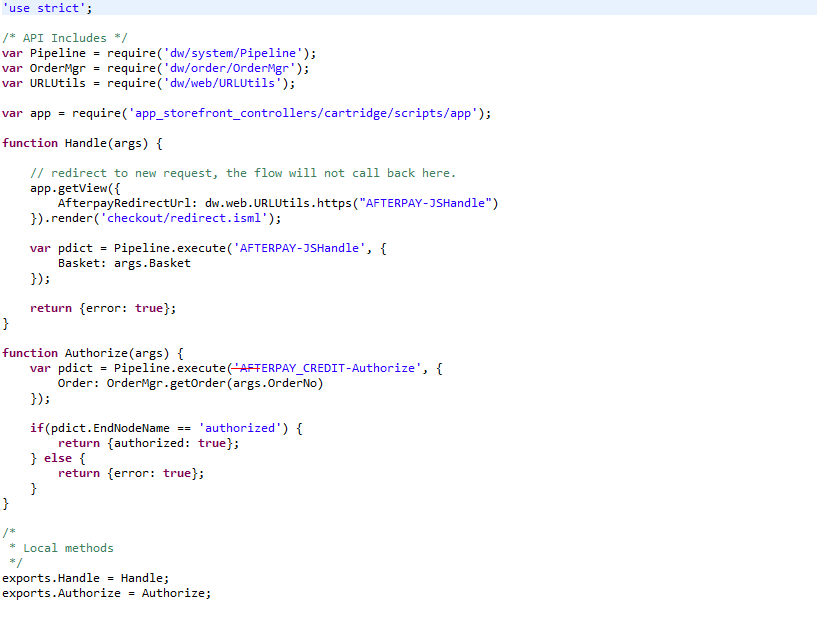 'use strict';
/* API Includes */
var Pipeline = require('dw/system/Pipeline');
var OrderMgr = require('dw/order/OrderMgr');
var URLUtils = require('dw/web/URLUtils');
var app = require('app_storefront_controllers/cartridge/scripts/app');
function Handle(args) {
// redirect to new request, the flow will not call back here.
app.getView({
AfterpayRedirectUrl: dw.web.URLUtils.https("AFTERPAY-JSHandle")
}).render('checkout/redirect.isml');
var pdict = Pipeline.execute('AFTERPAY-JSHandle', {
Basket: args.Basket
});
return {error: true};
}
function Authorize(args) {
var pdict = Pipeline.execute('AFTERPAY_CREDIT-Authorize', {
Order: OrderMgr.getOrder(args.OrderNo)
});
if(pdict.EndNodeName == 'authorized') {
return {authorized: true};
} else {
return {error: true};
}
}
/*
* Local methods
*/
exports.Handle = Handle;
exports.Authorize = Authorize;